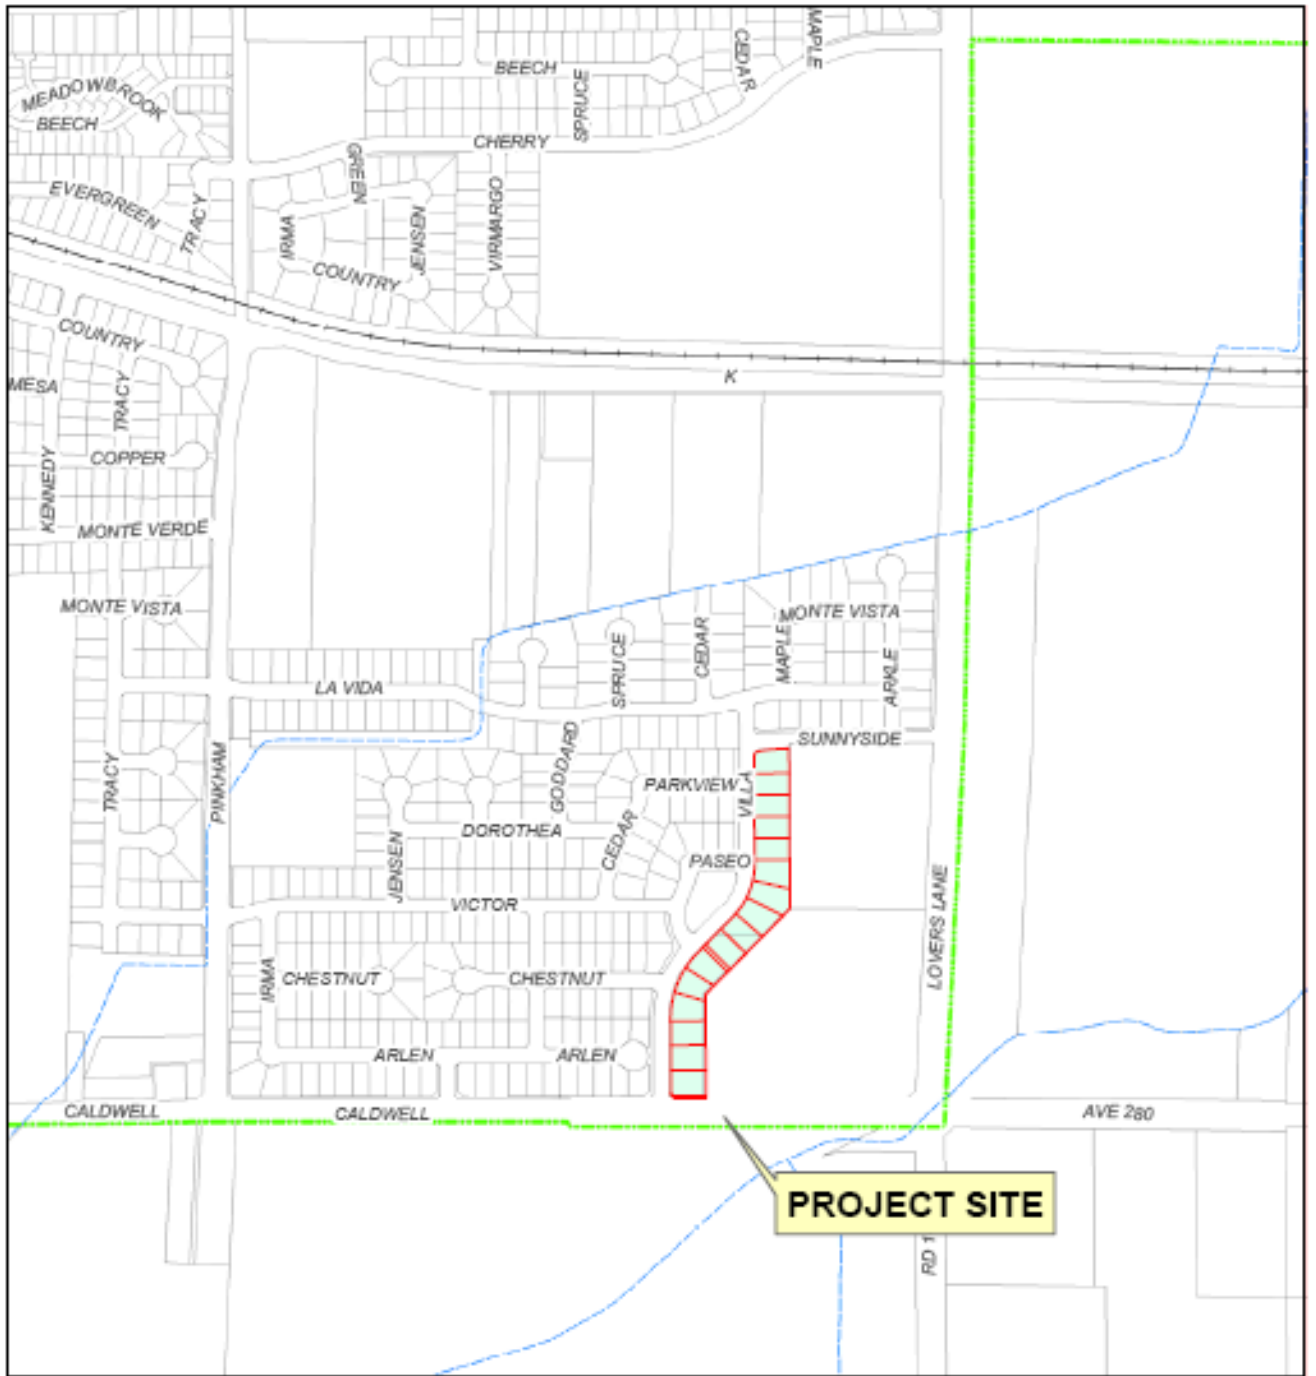 MAPLE
CEDAR
BEECH
SPRUCE
MEADOWBROOK
BEECH
CHERRY
GREEN
EVERGREEN
TRACY
IRMA
JENSEN
VIRMARGO
COUNTRY
COUNTRY
K
MESA
TRACY
COPPER
KENNEDY
MONTE VERDE
MONTE VISTA
MONTE VISTA
SPRUCE
CEDAR
MAPLE
ARKLE
LA VIDA
SUNNYSIDE
GODDARD
TRACY
PINKHAM
PARKVIEW
VILLA
DOROTHEA
CEDAR
JENSEN
PASEO
VICTOR
LOVERS LANE
IRMA
CHESTNUT
CHESTNUT
ARLEN
ARLEN
CALDWELL
CALDWELL
AVE 280
PROJECT SITE
RD 1